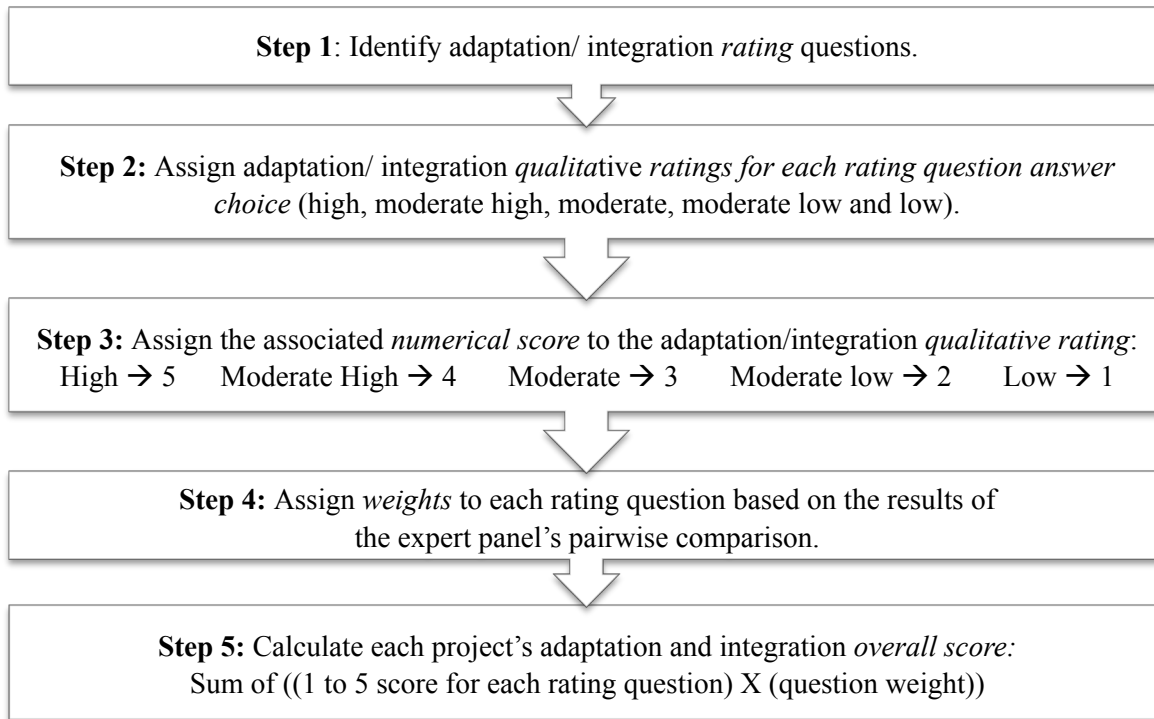 Step 1: Identify adaptation/ integration rating questions.
Step 2: Assign adaptation/ integration qualitative ratings for each rating question answer
choice (high, moderate high, moderate, moderate low and low).
Step 3: Assign the associated numerical score to the adaptation/integration qualitative rating:
High → 5 Moderate High → 4 Moderate → 3 Moderate low → 2 Low → 1
Step 4: Assign weights to each rating question based on the results of
the expert panel’s pairwise comparison.
Step 5: Calculate each project’s adaptation and integration overall score:
Sum of ((1 to 5 score for each rating question) X (question weight))